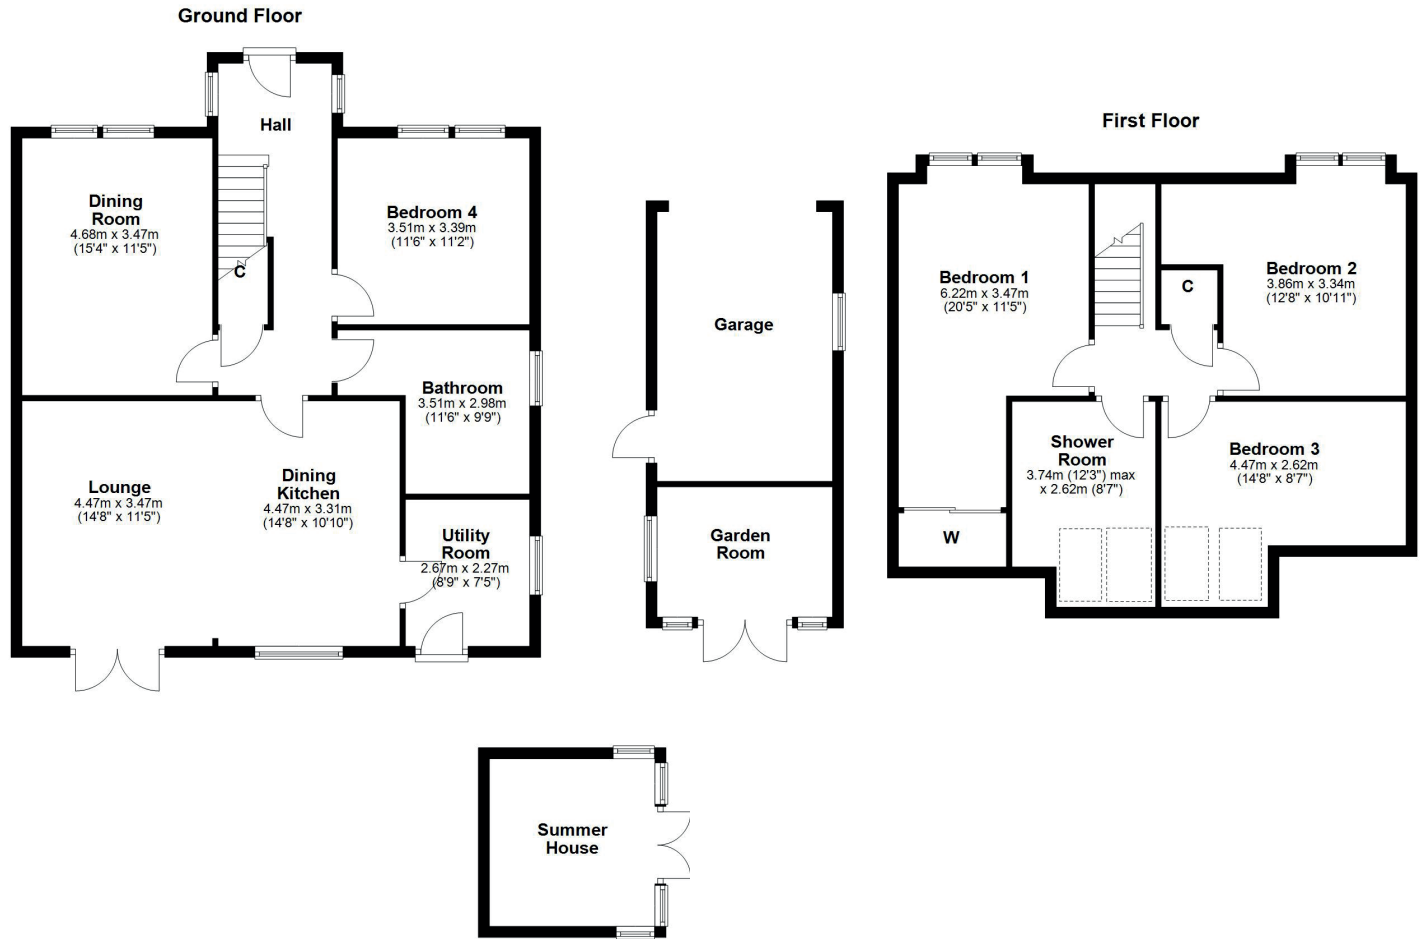 Ground Floor
Hall
Dining
Room
4.68m x 3.47m
(15'4" x 11'5")
Bedroom 4
3.51m x 3.39m
(11'6" x 11'2")
C
Bathroom
3.51m x 2.98m
(11'6" x 9'9")
Lounge
4.47m x 3.47m
(14'8" x 11'5")
Dining
Kitchen
4.47m x 3.31m
(14'8" x 10'10")
Utility
Room
2.67m x 2.27m
(8'9" x 7'5")
Garage
Garden
Room
Summer
House
First Floor
Bedroom 1
6.22m x 3.47m
(20'5" x 11'5")
Bedroom 2
3.86m x 3.34m
(12'8" x 10'11")
C
Shower
Room
3.74m (12'3") max
x 2.62m (8'7")
Bedroom 3
4.47m x 2.62m
(14'8" x 8'7")
W